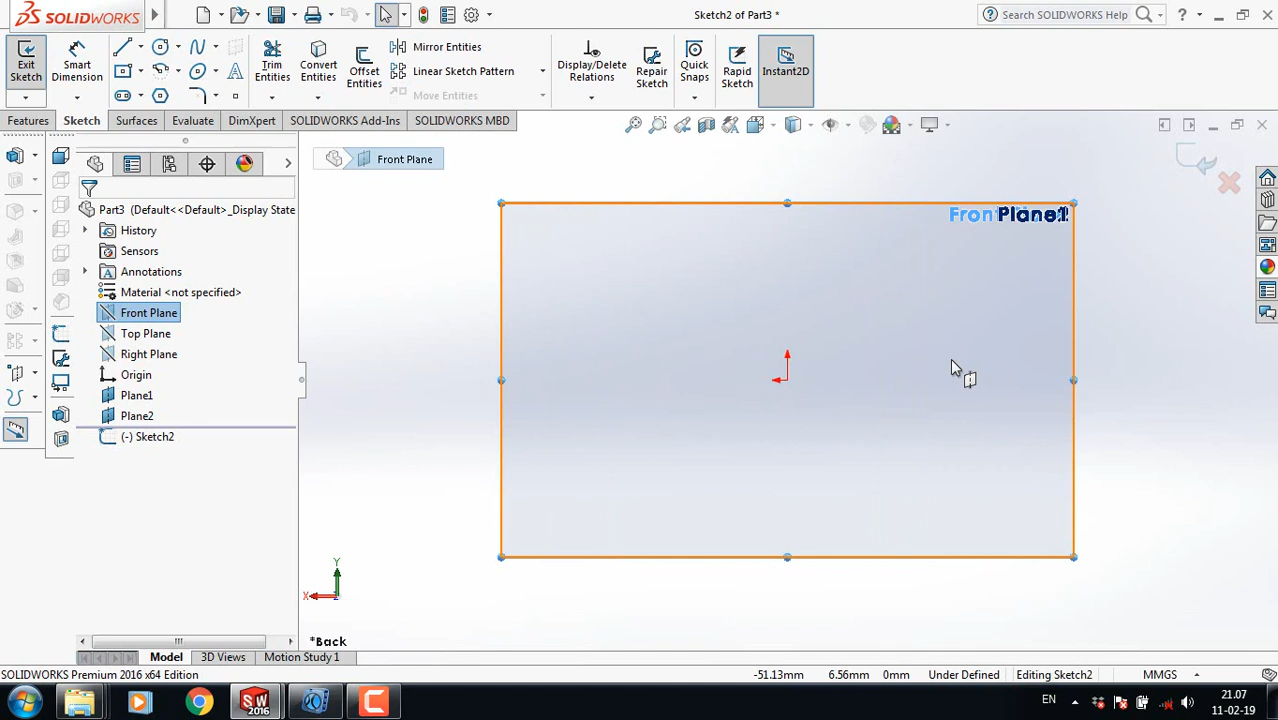 SOLIDWORKS
Sketch2 of Part3 *
Search SOLIDWORKS Help
?
Exit Sketch
Smart Dimension
Trim Entities
Convert Entities
Offset Entities
Mirror Entities
Linear Sketch Pattern
Move Entities
Display/Delete Relations
Repair Sketch
Quick Snaps
Rapid Sketch
Instant2D
Features
Sketch
Surfaces
Evaluate
DimXpert
SOLIDWORKS Add-Ins
SOLIDWORKS MBD
Front Plane
Part3 (Default<<Default>_Display State
History
Sensors
Annotations
Material <not specified>
Front Plane
Top Plane
Right Plane
Origin
Plane1
Plane2
(-) Sketch2
Y
X
*Back
Model
3D Views
Motion Study 1
SOLIDWORKS Premium 2016 x64 Edition
-51.13mm
6.56mm
0mm
Under Defined
Editing Sketch2
MMGS
SW
2016
EN
21.07
11-02-19